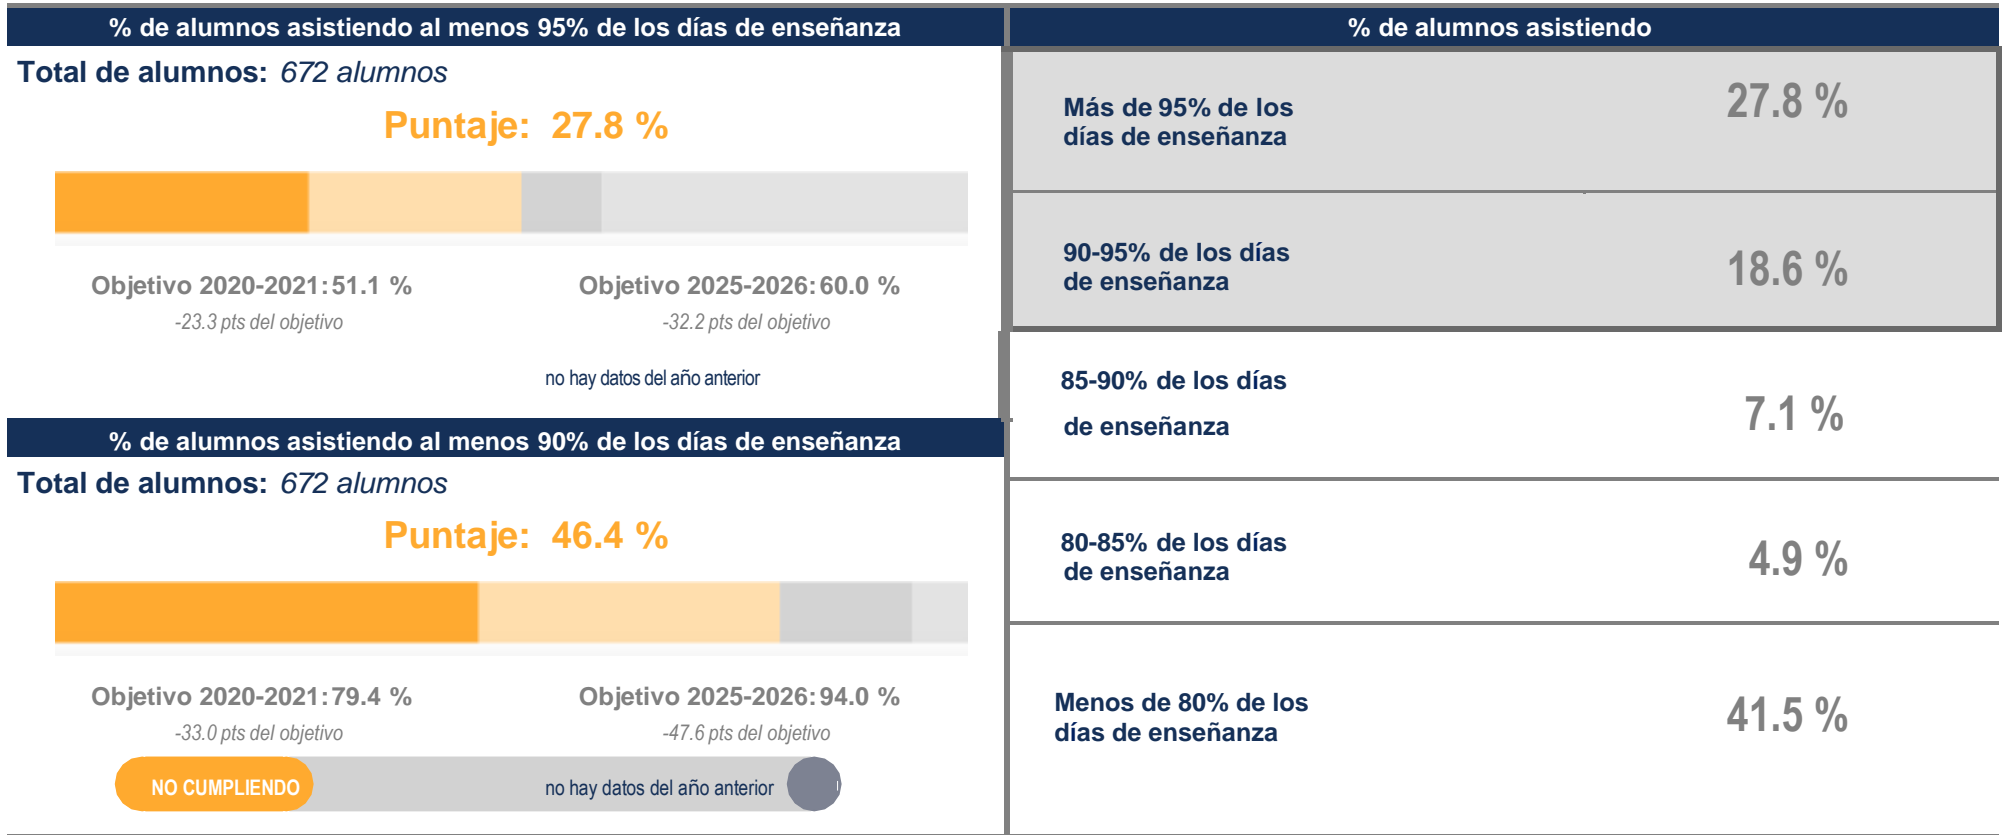 % de alumnos asistiendo al menos 95% de los días de enseñanza
Total de alumnos: 672 alumnos
Puntaje: 27.8 %
Objetivo 2020-2021: 51.1 %
-23.3 pts del objetivo
Objetivo 2025-2026: 60.0 %
-32.2 pts del objetivo
no hay datos del año anterior
% de alumnos asistiendo al menos 90% de los días de enseñanza
Total de alumnos: 672 alumnos
Puntaje: 46.4 %
Objetivo 2020-2021: 79.4 %
-33.0 pts del objetivo
Objetivo 2025-2026: 94.0 %
-47.6 pts del objetivo
NO CUMPLIENDO
no hay datos del año anterior
% de alumnos asistiendo
Más de 95% de los
días de enseñanza
27.8 %
90-95% de los días
de enseñanza
18.6 %
85-90% de los días
de enseñanza
7.1 %
80-85% de los días
de enseñanza
4.9 %
Menos de 80% de los
días de enseñanza
41.5 %